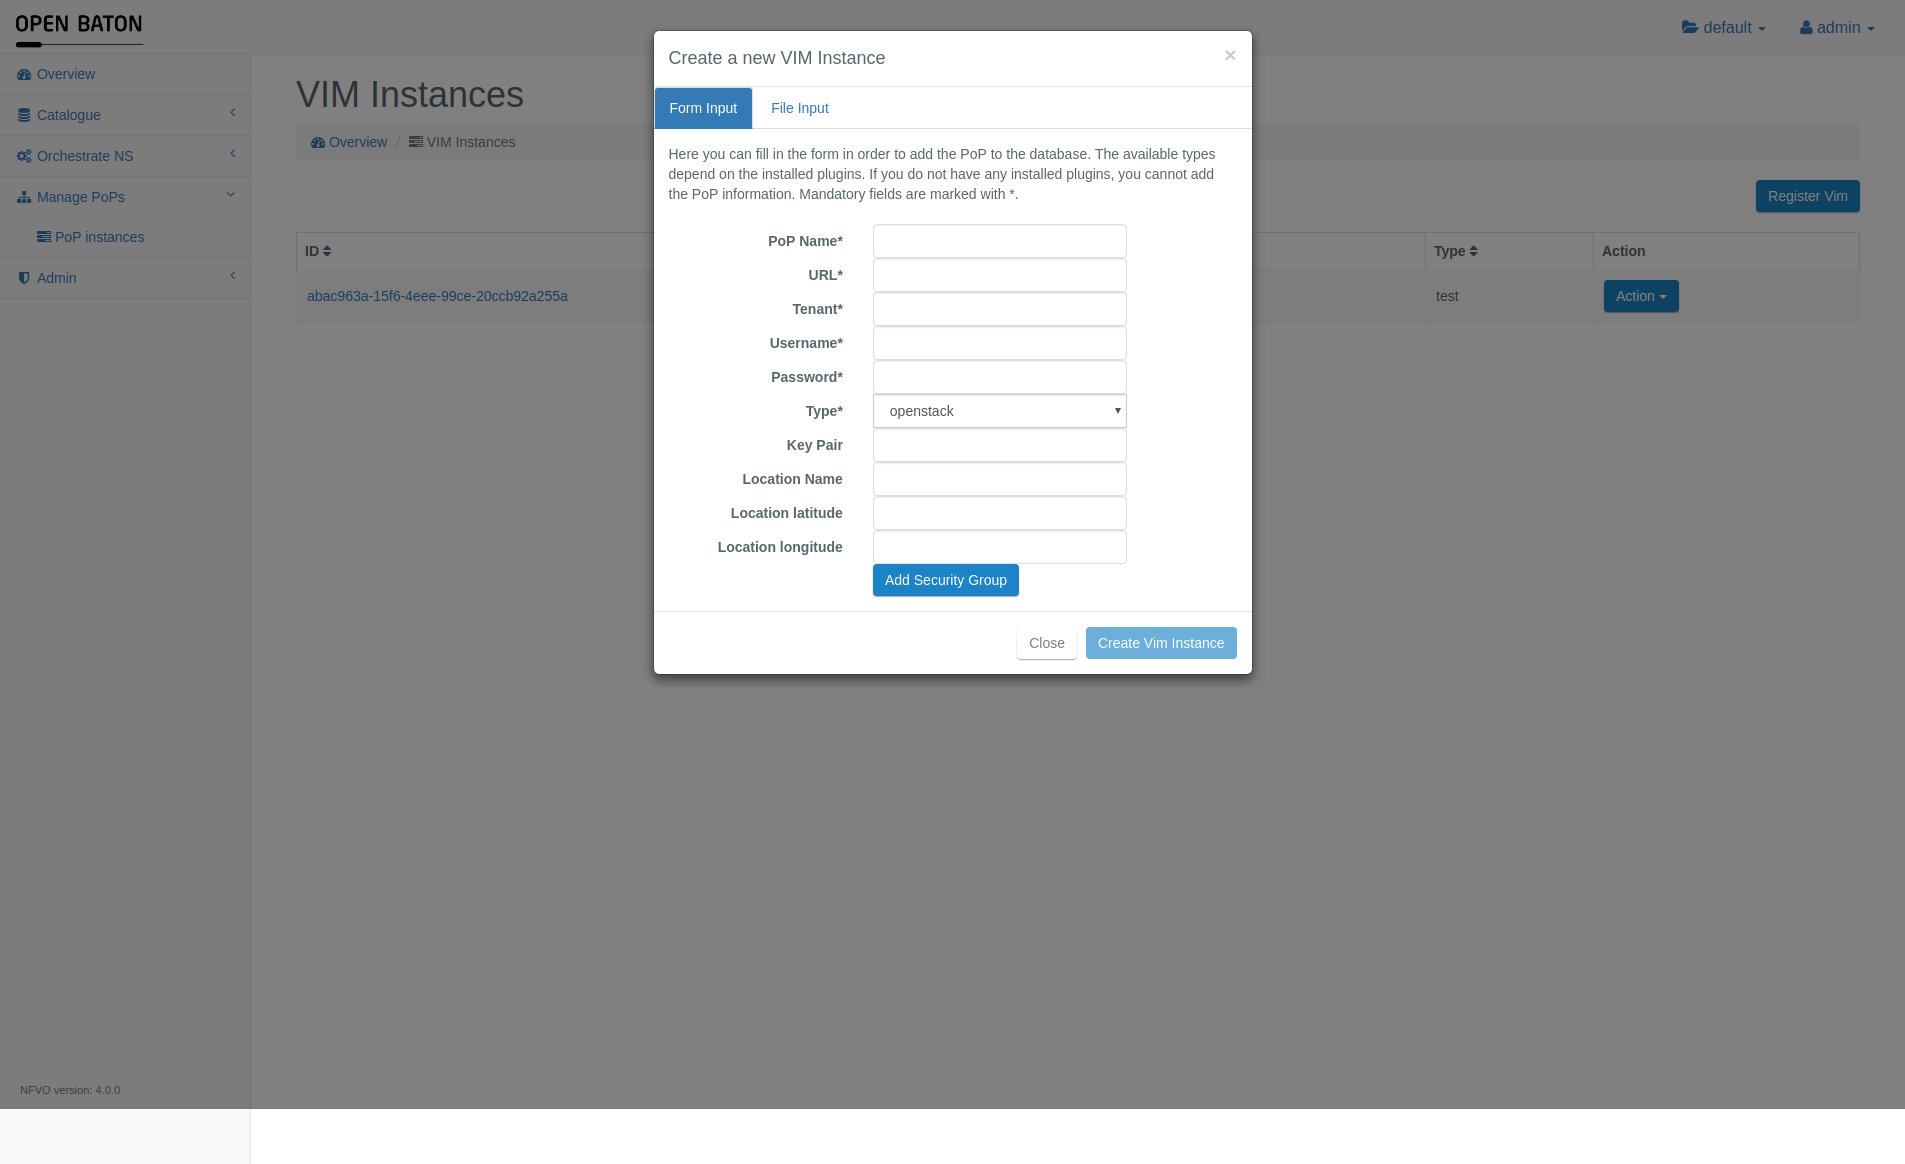 OPEN BATON
default
admin
Overview
Catalogue
Orchestrate NS
Manage PoPs
PoP instances
Admin
VIM Instances
Overview / VIM Instances
Register Vim
ID
Type
Action
abac963a-15f6-4eee-99ce-20ccb92a255a
test
Action
Create a new VIM Instance
×
Form Input
File Input
Here you can fill in the form in order to add the PoP to the database. The available types
depend on the installed plugins. If you do not have any installed plugins, you cannot add
the PoP information. Mandatory fields are marked with *.
PoP Name*
URL*
Tenant*
Username*
Password*
Type*
openstack
Key Pair
Location Name
Location latitude
Location longitude
Add Security Group
Close
Create Vim Instance
NFVO version: 4.0.0